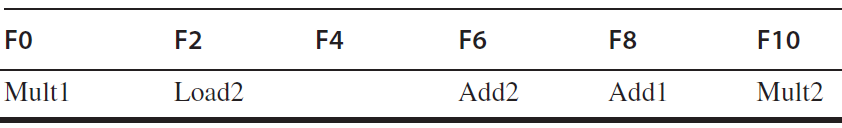 F0 F2 F4 F6 F8 F10
Mult1 Load2 Add2 Add1 Mult2